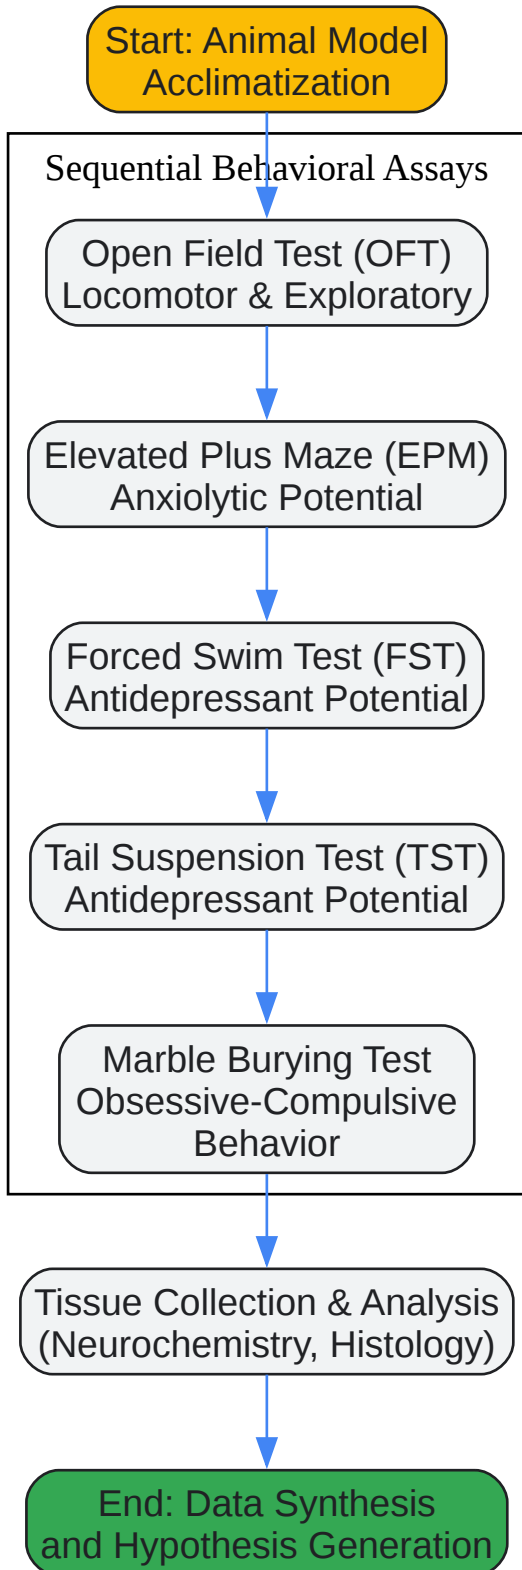 Start: Animal Model
Acclimatization
Sequential Behavioral Assays
Open Field Test (OFT)
Locomotor & Exploratory
Elevated Plus Maze (EPM)
Anxiolytic Potential
Forced Swim Test (FST)
Antidepressant Potential
Tail Suspension Test (TST)
Antidepressant Potential
Marble Burying Test
Obsessive-Compulsive
Behavior
Tissue Collection & Analysis
(Neurochemistry, Histology)
End: Data Synthesis
and Hypothesis Generation